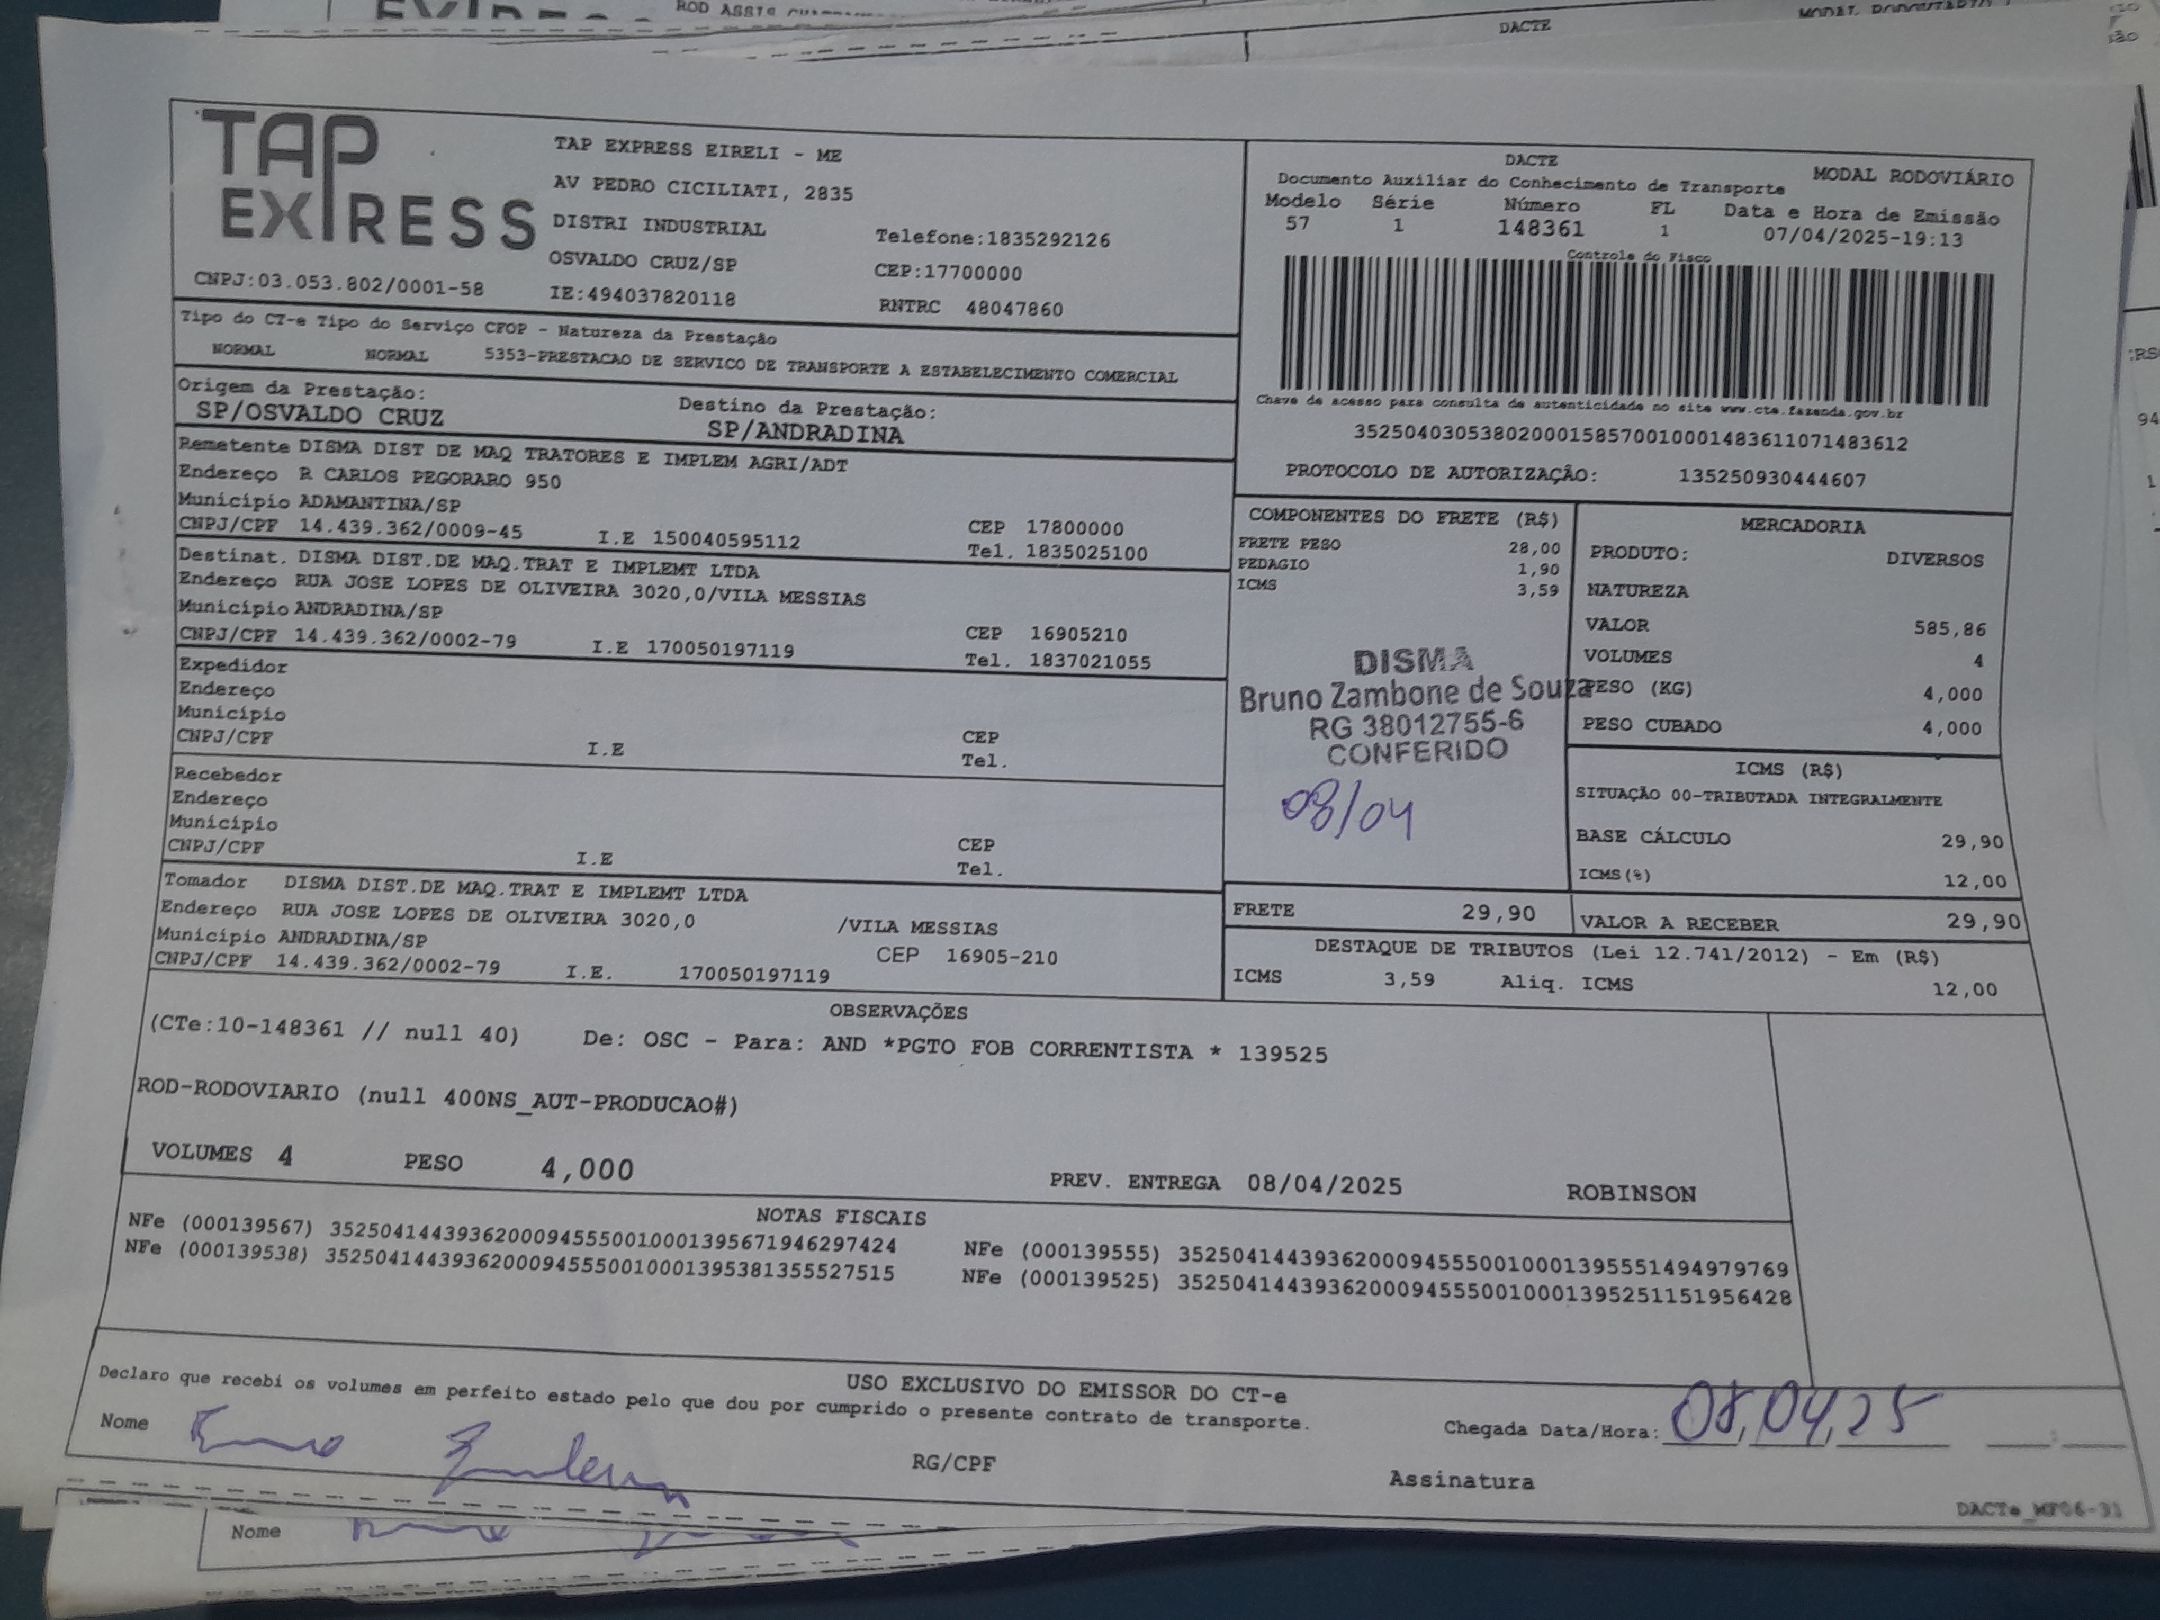 ROD ASSIS
DACTE
MODAL RODOVIÁRIO
TAP EXPRESS
TAP EXPRESS EIRELI - ME
AV PEDRO CICILIATI, 2835
DISTRI INDUSTRIAL
Telefone:1835292126
OSVALDO CRUZ/SP
CEP:17700000
CNPJ:03.053.802/0001-58
IE:494037820118
RNTRC 48047860
DACTE
MODAL RODOVIÁRIO
Documento Auxiliar do Conhecimento de Transporte
Modelo Série Número FL Data e Hora de Emissão
57 1 148361 1 07/04/2025-19:13
Controle do Fisco
Chave de acesso para consulta de autenticidade no site www.cte.fazenda.gov.br
35250403053802000158570010001483611071483612
PROTOCOLO DE AUTORIZAÇÃO: 135250930444607
Tipo do CT-e Tipo do Serviço CFOP - Natureza da Prestação
NORMAL NORMAL 5353-PRESTACAO DE SERVICO DE TRANSPORTE A ESTABELECIMENTO COMERCIAL
Origem da Prestação: Destino da Prestação:
SP/OSVALDO CRUZ SP/ANDRADINA
Remetente DISMA DIST DE MAQ TRATORES E IMPLEM AGRI/ADT
Endereço R CARLOS PEGORARO 950
Município ADAMANTINA/SP CEP 17800000
CNPJ/CPF 14.439.362/0009-45 I.E 150040595112 Tel. 1835025100
Destinat. DISMA DIST.DE MAQ.TRAT E IMPLEMT LTDA
Endereço RUA JOSE LOPES DE OLIVEIRA 3020,0/VILA MESSIAS
Município ANDRADINA/SP CEP 16905210
CNPJ/CPF 14.439.362/0002-79 I.E 170050197119 Tel. 1837021055
Expedidor
Endereço
Município CEP
CNPJ/CPF I.E Tel.
Recebedor
Endereço
Município CEP
CNPJ/CPF I.E Tel.
Tomador DISMA DIST.DE MAQ.TRAT E IMPLEMT LTDA
Endereço RUA JOSE LOPES DE OLIVEIRA 3020,0 /VILA MESSIAS
Município ANDRADINA/SP CEP 16905-210
CNPJ/CPF 14.439.362/0002-79 I.E. 170050197119
COMPONENTES DO FRETE (R$)
FRETE PESO 28,00
PEDAGIO 1,90
ICMS 3,59
DISMA
Bruno Zambone de Souza
RG 38012755-6
CONFERIDO
08/04
MERCADORIA
PRODUTO: DIVERSOS
NATUREZA
VALOR 585,86
VOLUMES 4
PESO (KG) 4,000
PESO CUBADO 4,000
ICMS (R$)
SITUAÇÃO 00-TRIBUTADA INTEGRALMENTE
BASE CÁLCULO 29,90
ICMS(%) 12,00
FRETE 29,90
VALOR A RECEBER 29,90
DESTAQUE DE TRIBUTOS (Lei 12.741/2012) - Em (R$)
ICMS 3,59 Aliq. ICMS 12,00
OBSERVAÇÕES
(CTe:10-148361 // null 40) De: OSC - Para: AND *PGTO FOB CORRENTISTA * 139525
ROD-RODOVIARIO (null 400NS_AUT-PRODUCAO#)
VOLUMES 4 PESO 4,000 PREV. ENTREGA 08/04/2025 ROBINSON
NOTAS FISCAIS
NFe (000139567) 35250414439362000945550010001395671946297424 NFe (000139555) 35250414439362000945550010001395551494979769
NFe (000139538) 35250414439362000945550010001395381355527515 NFe (000139525) 35250414439362000945550010001395251151956428
USO EXCLUSIVO DO EMISSOR DO CT-e
Declaro que recebi os volumes em perfeito estado pelo que dou por cumprido o presente contrato de transporte.
Nome RG/CPF Chegada Data/Hora: 08,04,25
Assinatura
DACTe_MF06-31
Nome